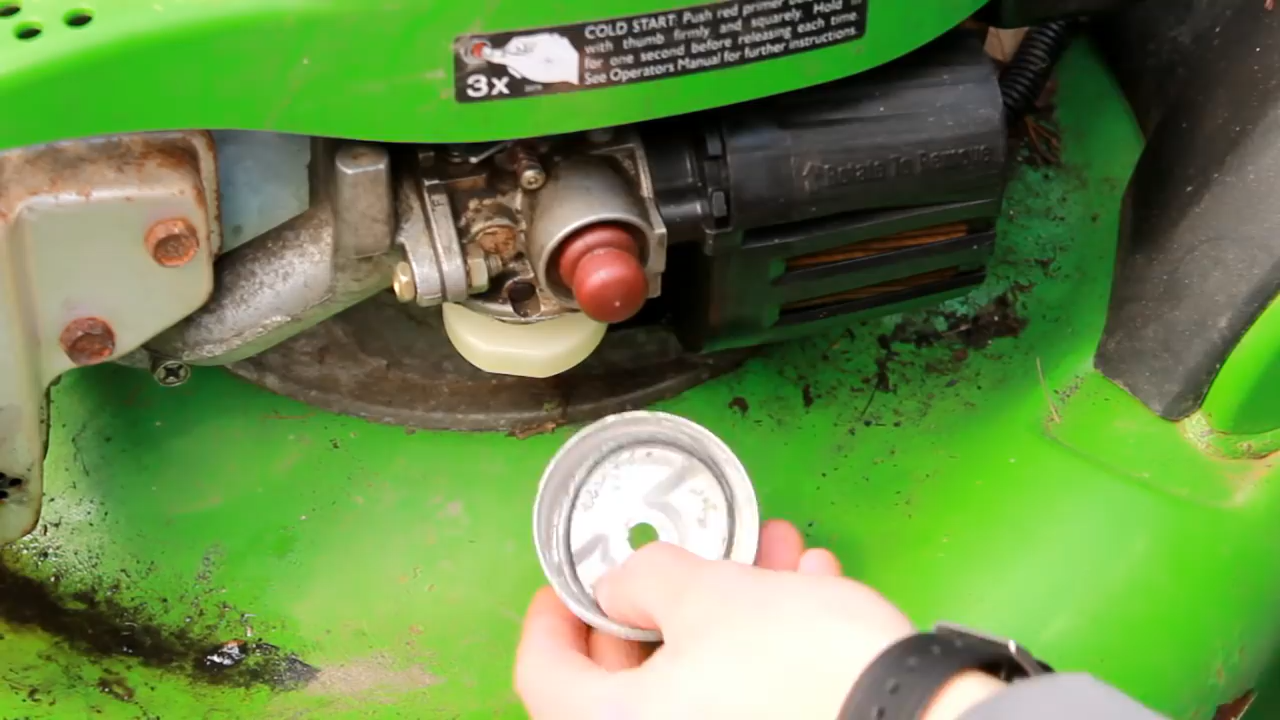 COLD START: Push red primer
with thumb firmly and squarely. Hold
for one second before releasing each time.
See Operators Manual for further instructions.
3x
Rotate To Remove